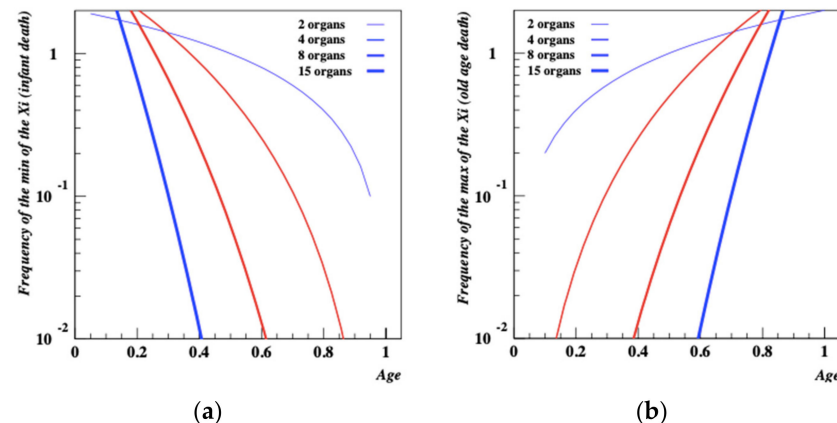 Frequency of the min of the Xi (infant death)
1
10 -1
10 -2
2 organs
4 organs
8 organs
15 organs
0 0.2 0.4 0.6 0.8 1
Age
(a)
Frequency of the max of the Xi (old age death)
1
10 -1
10 -2
2 organs
4 organs
8 organs
15 organs
0 0.2 0.4 0.6 0.8 1
Age
(b)